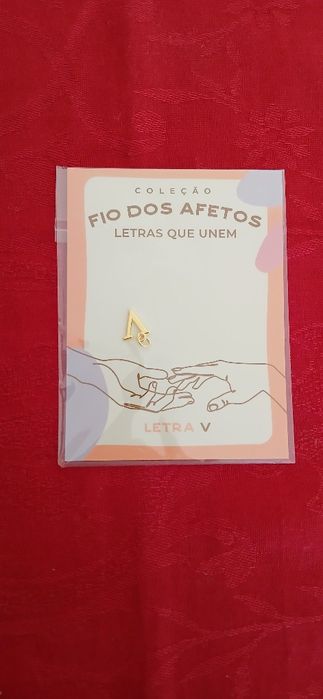 COLEÇÃO
FIO DOS AFETOS
LETRAS QUE UNEM
V
LETRA V